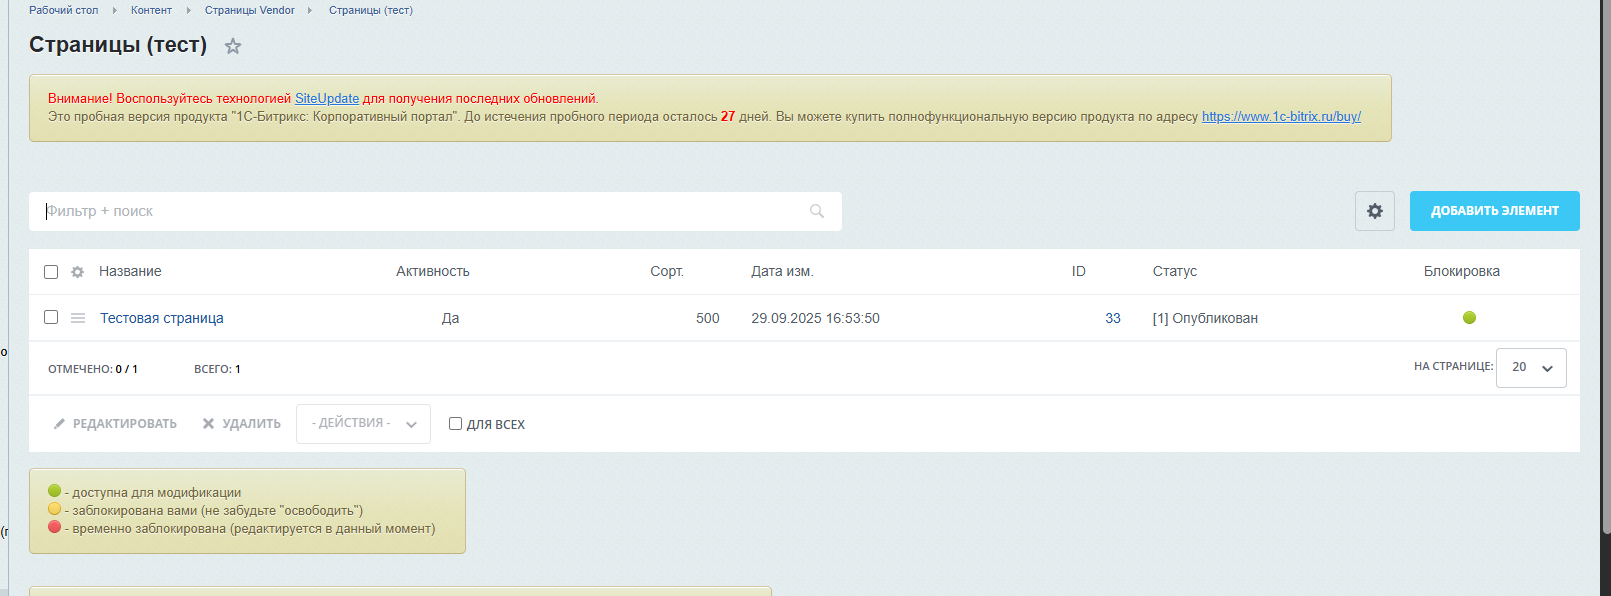 Рабочий стол Контент Страницы Vendor Страницы (тест)
Страницы (тест)
Внимание! Воспользуйтесь технологией SiteUpdate для получения последних обновлений.
Это пробная версия продукта "1С-Битрикс: Корпоративный портал". До истечения пробного периода осталось 27 дней. Вы можете купить полнофункциональную версию продукта по адресу https://www.1c-bitrix.ru/buy/
Фильтр + поиск
ДОБАВИТЬ ЭЛЕМЕНТ
Название Активность Сорт. Дата изм. ID Статус Блокировка
Тестовая страница Да 500 29.09.2025 16:53:50 33 [1] Опубликован
ОТМЕЧЕНО: 0 / 1 ВСЕГО: 1 НА СТРАНИЦЕ: 20
РЕДАКТИРОВАТЬ УДАЛИТЬ - ДЕЙСТВИЯ - ДЛЯ ВСЕХ
- доступна для модификации
- заблокирована вами (не забудьте "освободить")
- временно заблокирована (редактируется в данный момент)